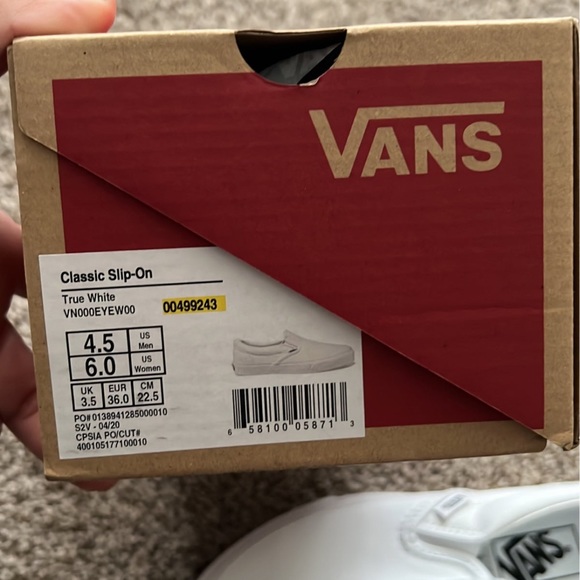 VANS
Classic Slip-On
True White
VN000EYEW00 00499243
4.5 US Men
6.0 US Women
UK 3.5 EUR 36.0 CM 22.5
PO# 0138941285000010
S2V - 04/20
CPSIA PO/CUT#
400105177100010
6 58100 05871 3
VANS